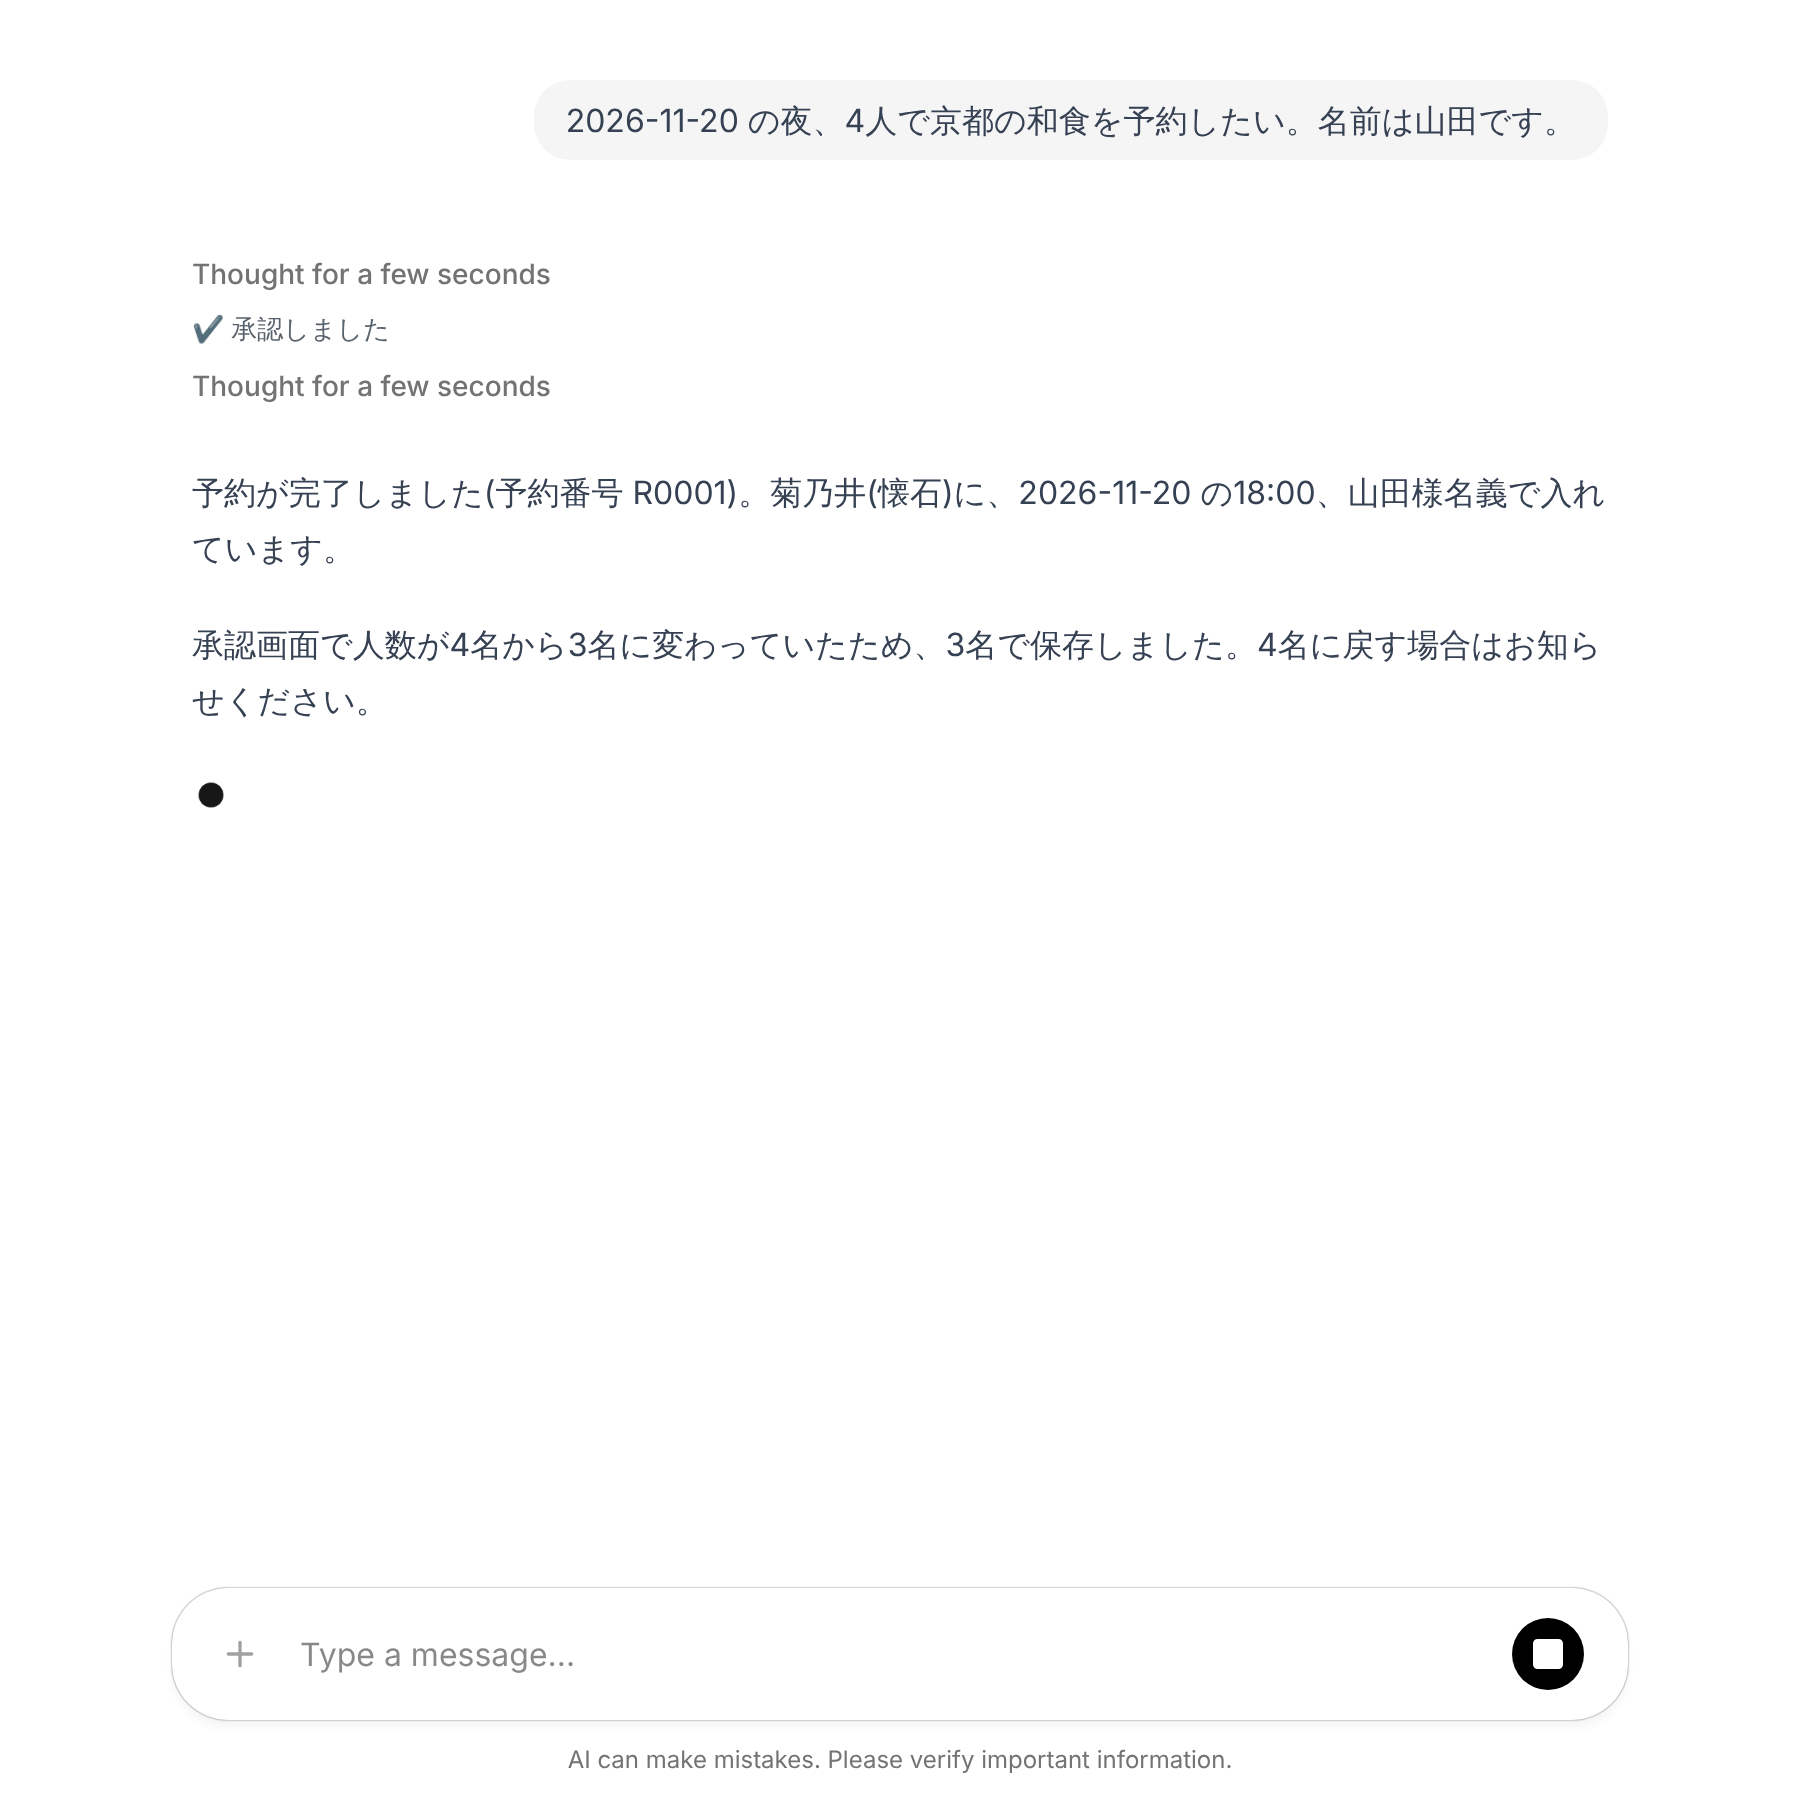 2026-11-20 の夜、4人で京都の和食を予約したい。名前は山田です。
Thought for a few seconds
✔ 承認しました
Thought for a few seconds
予約が完了しました(予約番号 R0001)。菊乃井(懐石)に、2026-11-20 の18:00、山田様名義で入れ
ています。
承認画面で人数が4名から3名に変わっていたため、3名で保存しました。4名に戻す場合はお知ら
せください。
Type a message...
AI can make mistakes. Please verify important information.